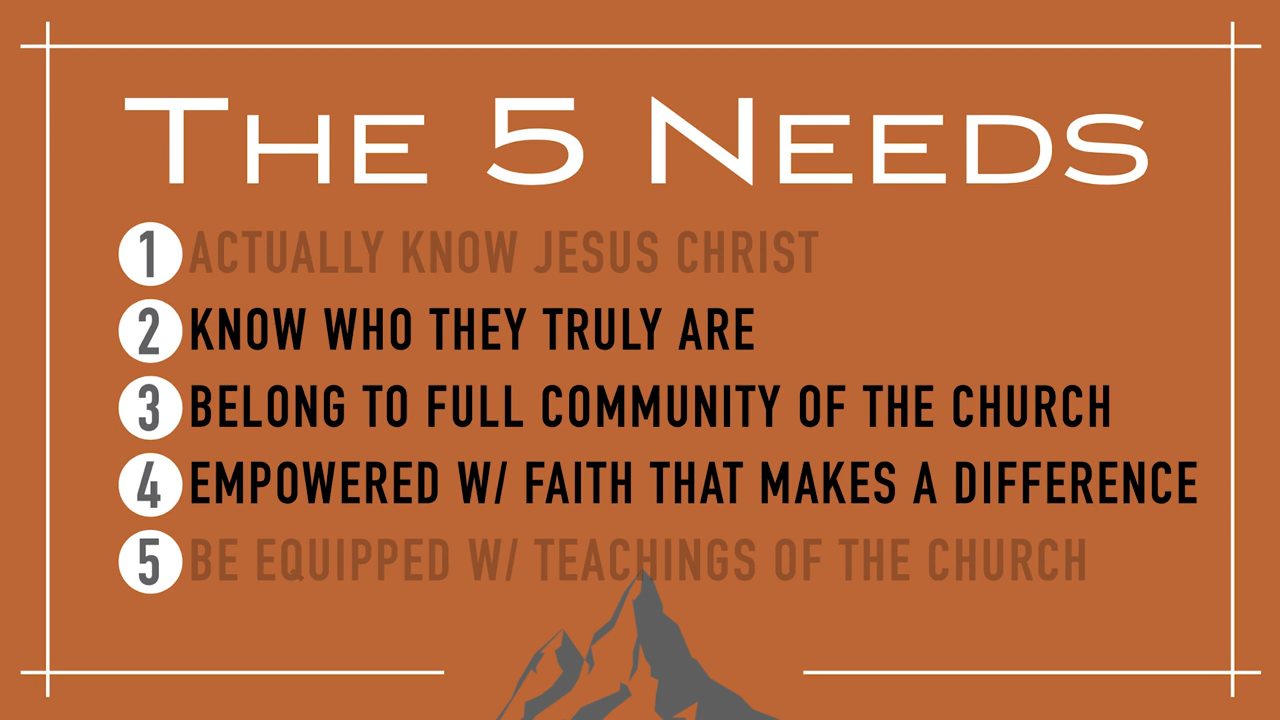 THE 5 NEEDS
1 ACTUALLY KNOW JESUS CHRIST
2 KNOW WHO THEY TRULY ARE
3 BELONG TO FULL COMMUNITY OF THE CHURCH
4 EMPOWERED W/ FAITH THAT MAKES A DIFFERENCE
5 BE EQUIPPED W/ TEACHINGS OF THE CHURCH